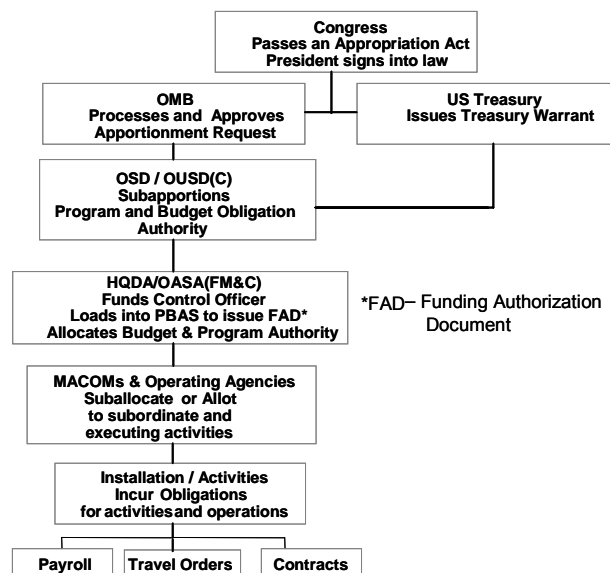 Congress
Passes an Appropriation Act
President signs into law
OMB
Processes and Approves
Apportionment Request
US Treasury
Issues Treasury Warrant
OSD / OUSD(C)
Subapportions
Program and Budget Obligation
Authority
HQDA/OASA(FM&C)
Funds Control Officer
Loads into PBAS to issue FAD*
Allocates Budget & Program Authority
*FAD– Funding Authorization
Document
MACOMs & Operating Agencies
Suballocate or Allot
to subordinate and
executing activities
Installation / Activities
Incur Obligations
for activities and operations
Payroll
Travel Orders
Contracts